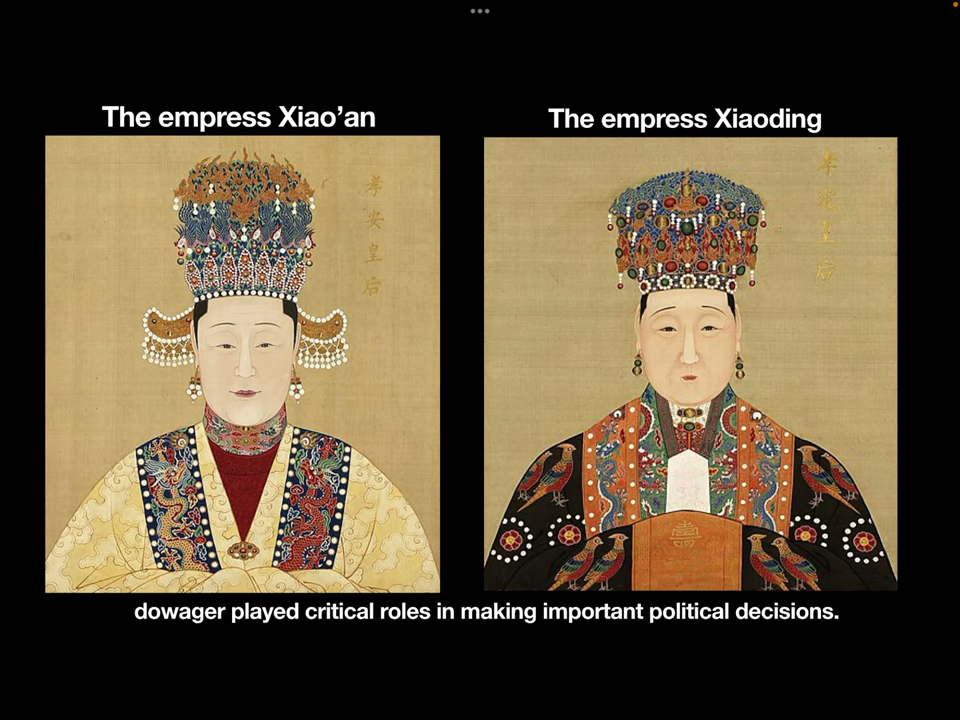 The empress Xiao’an
The empress Xiaoding
孝安皇后
孝定皇后
dowager played critical roles in making important political decisions.